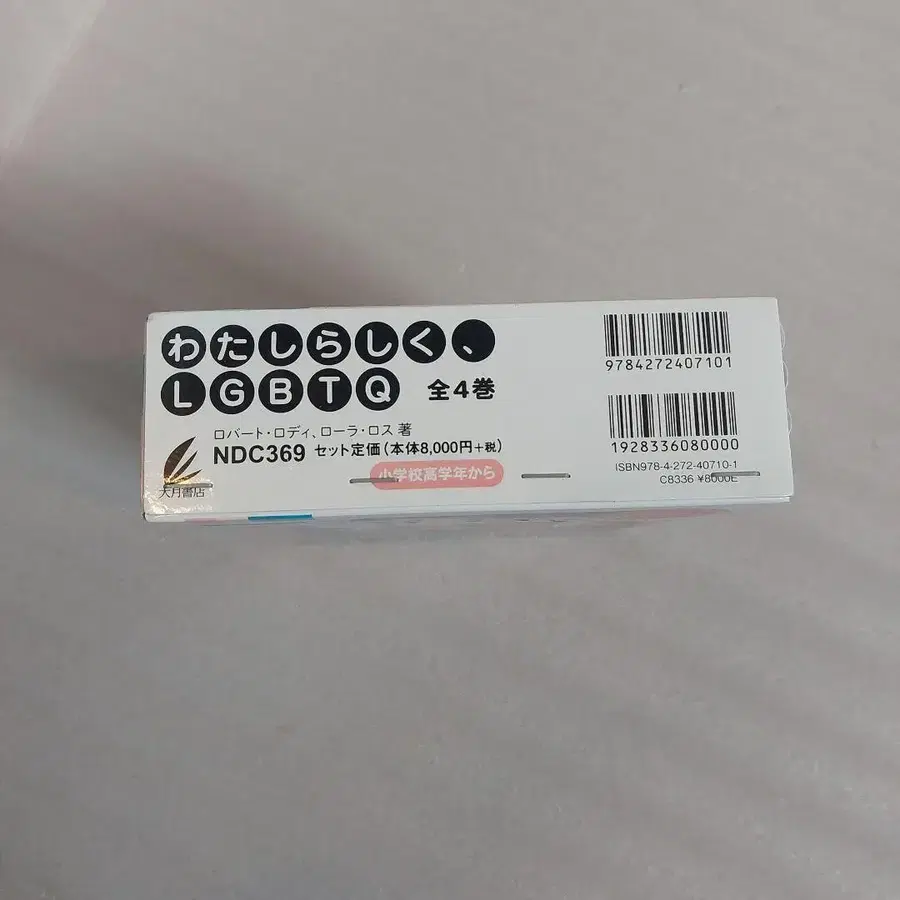 わたしらしく、
LGBTQ 全4巻
ロバート・ロディ、ローラ・ロス 著
NDC369 セット定価(本体8,000円+税)
小学校高学年から
大月書店
9784272407101
1928336080000
ISBN978-4-272-40710-1
C8336 ¥8000E